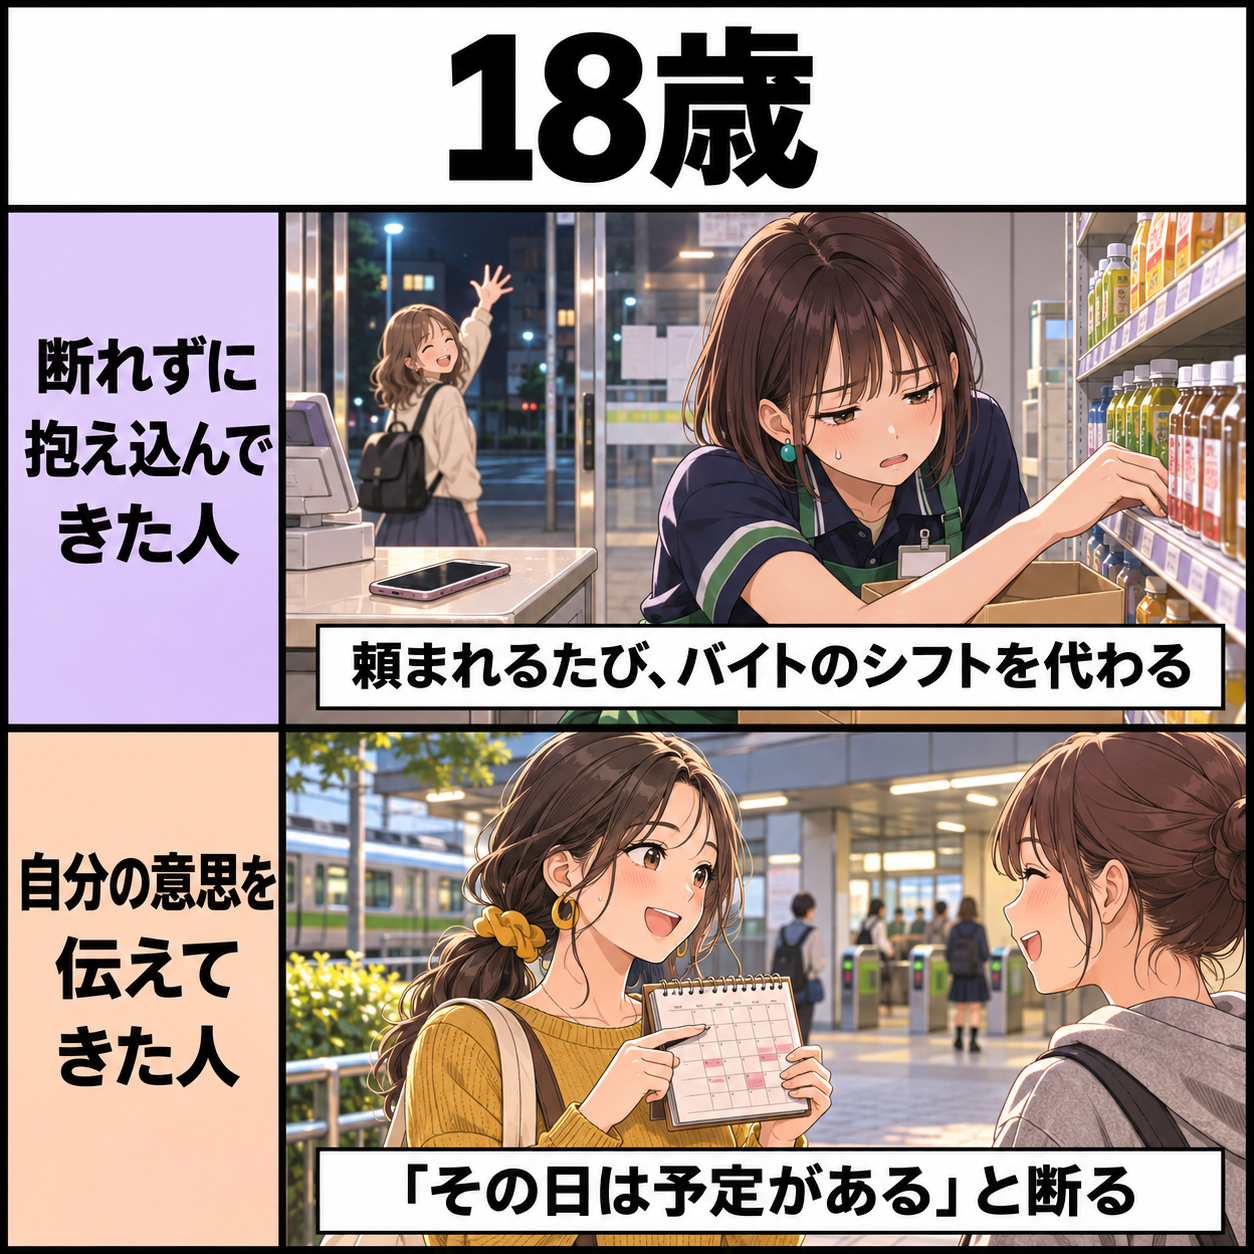 18歳
断れずに
抱え込んで
きた人
頼まれるたび、バイトのシフトを代わる
自分の意思を
伝えて
きた人
「その日は予定がある」と断る